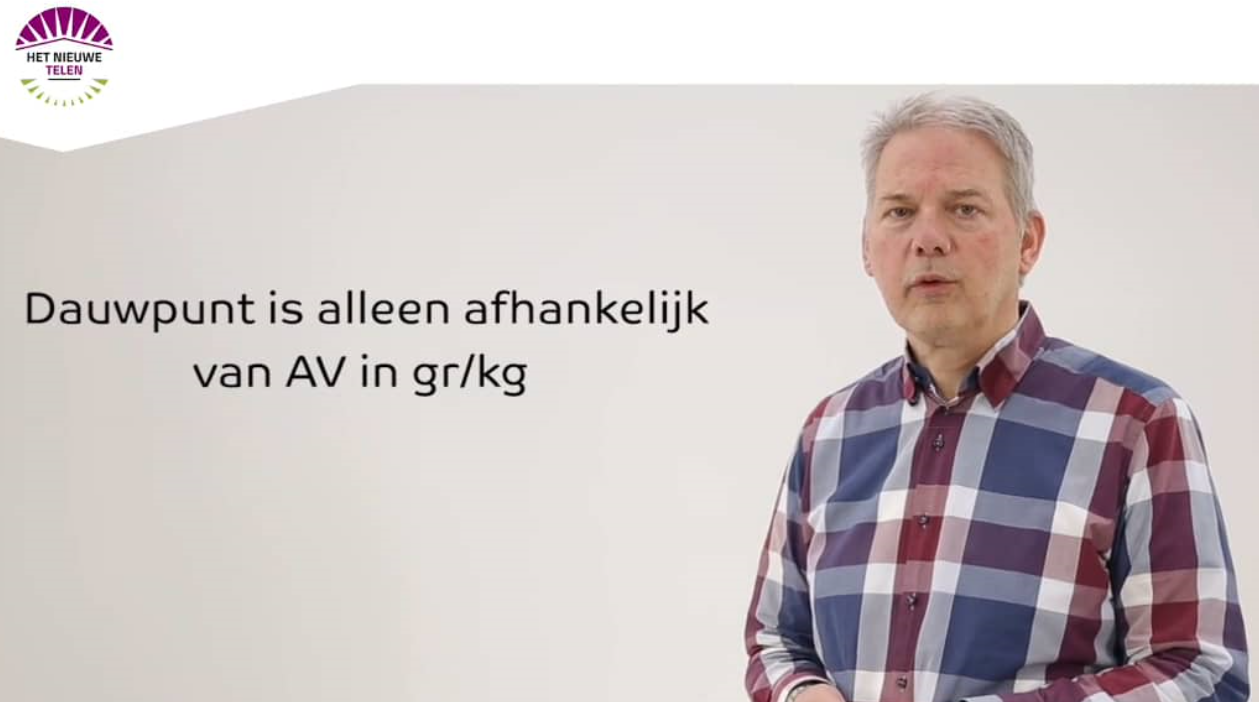 HET NIEUWE
TELEN
Dauwpunt is alleen afhankelijk
van AV in gr/kg